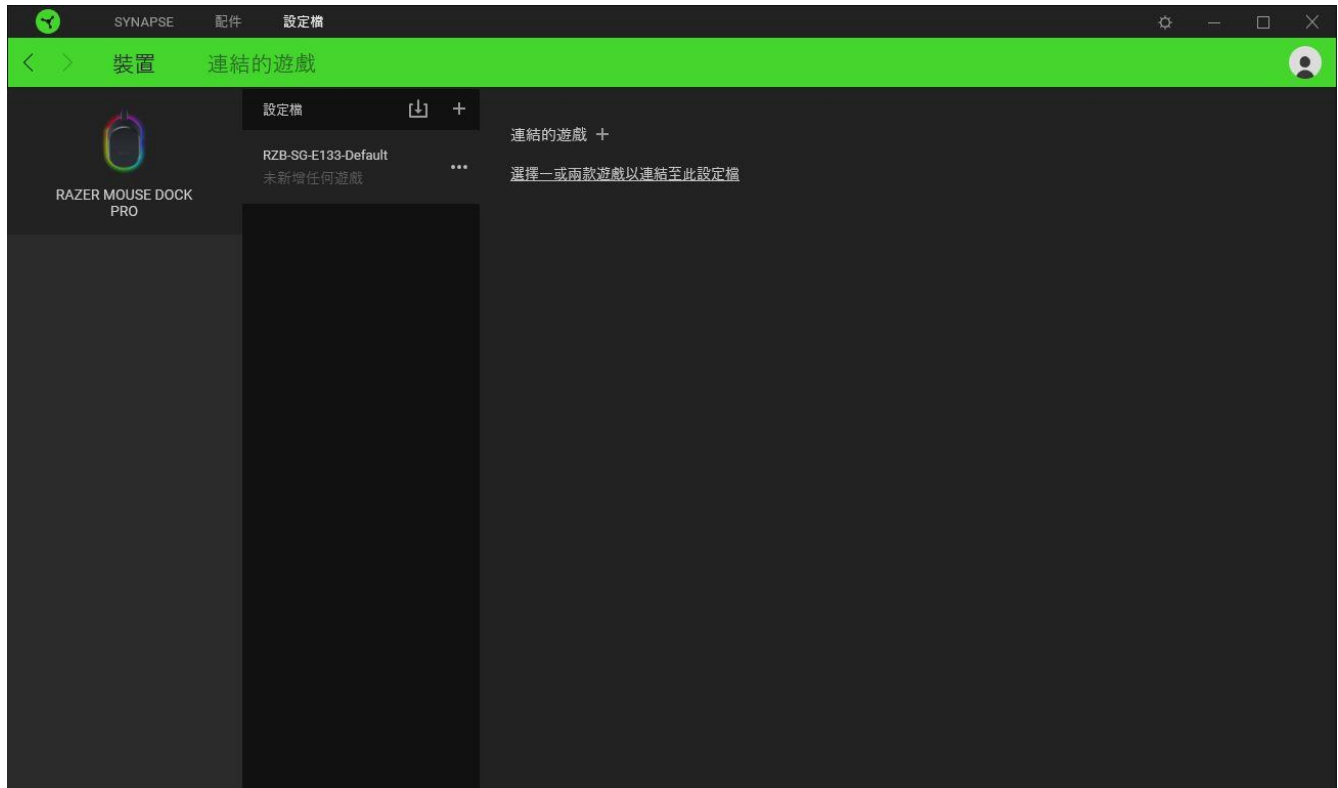 SYNAPSE 配件 設定檔
裝置 連結的遊戲
RAZER MOUSE DOCK
PRO
設定檔
RZB-SG-E133-Default
未新增任何遊戲
連結的遊戲
選擇一或兩款遊戲以連結至此設定檔